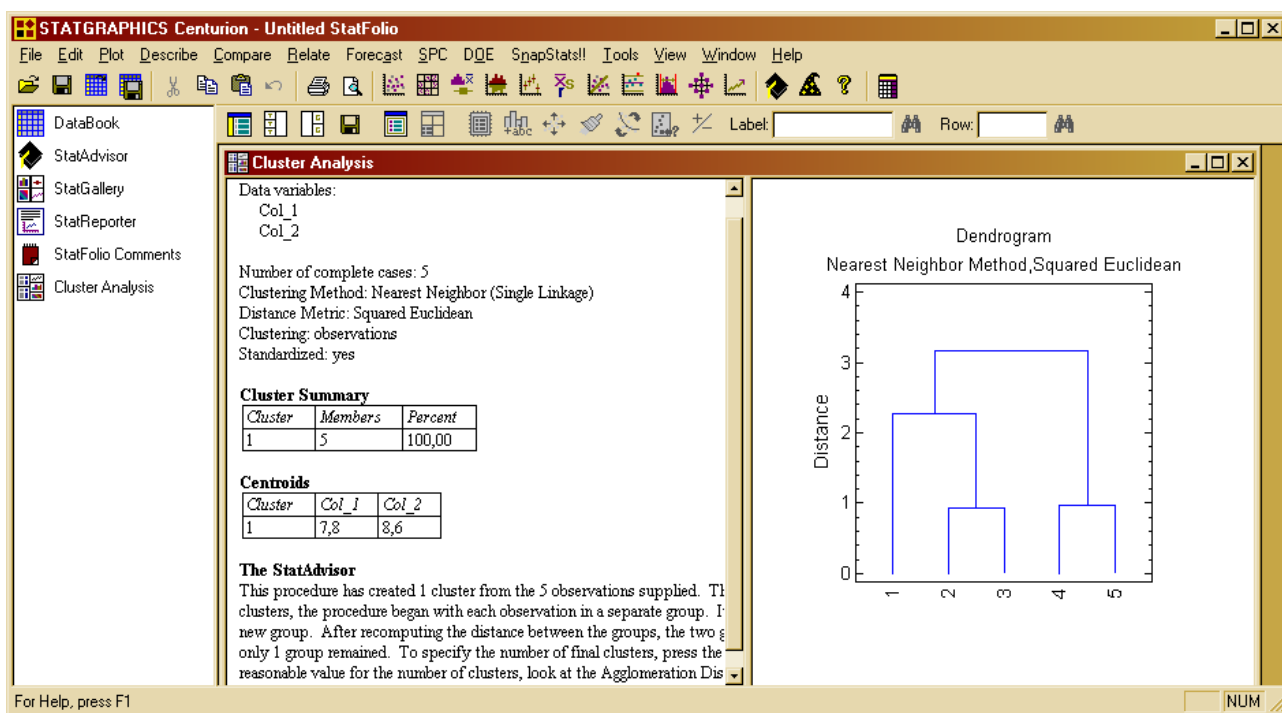 STATGRAPHICS Centurion - Untitled StatFolio
File Edit Plot Describe Compare Relate Forecast SPC DOE SnapStats!! Tools View Window Help
Label: Row:
DataBook
StatAdvisor
StatGallery
StatReporter
StatFolio Comments
Cluster Analysis
Cluster Analysis
Data variables:
Col_1
Col_2
Number of complete cases: 5
Clustering Method: Nearest Neighbor (Single Linkage)
Distance Metric: Squared Euclidean
Clustering: observations
Standardized: yes
Cluster Summary
Cluster Members Percent
1 5 100,00
Centroids
Cluster Col_1 Col_2
1 7,8 8,6
The StatAdvisor
This procedure has created 1 cluster from the 5 observations supplied.
clusters, the procedure began with each observation in a separate group.
new group. After recomputing the distance between the groups, the two
only 1 group remained. To specify the number of final clusters, press the
reasonable value for the number of clusters, look at the Agglomeration Dis
Dendrogram
Nearest Neighbor Method,Squared Euclidean
Distance
4
3
2
1
0
1 2 3 4 5
For Help, press F1
NUM